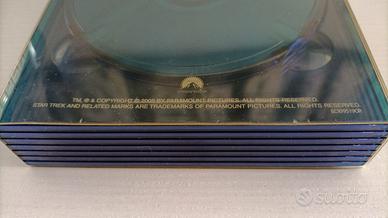 TM, ® & COPYRIGHT © 2005 BY PARAMOUNT PICTURES. ALL RIGHTS RESERVED.
STAR TREK AND RELATED MARKS ARE TRADEMARKS OF PARAMOUNT PICTURES. ALL RIGHTS RESERVED.
subito